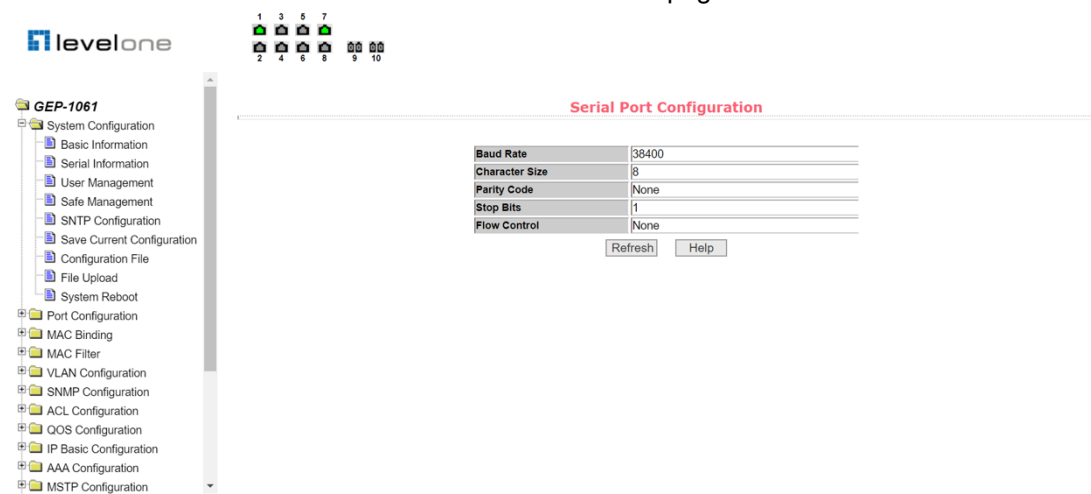 pag
1 3 5 7
levelone
2 4 6 8 9 10
GEP-1061
Serial Port Configuration
System Configuration
Basic Information
Serial Information
User Management
Safe Management
SNTP Configuration
Save Current Configuration
Configuration File
File Upload
System Reboot
Port Configuration
MAC Binding
MAC Filter
VLAN Configuration
SNMP Configuration
ACL Configuration
QOS Configuration
IP Basic Configuration
AAA Configuration
MSTP Configuration
Baud Rate 38400
Character Size 8
Parity Code None
Stop Bits 1
Flow Control None
Refresh Help